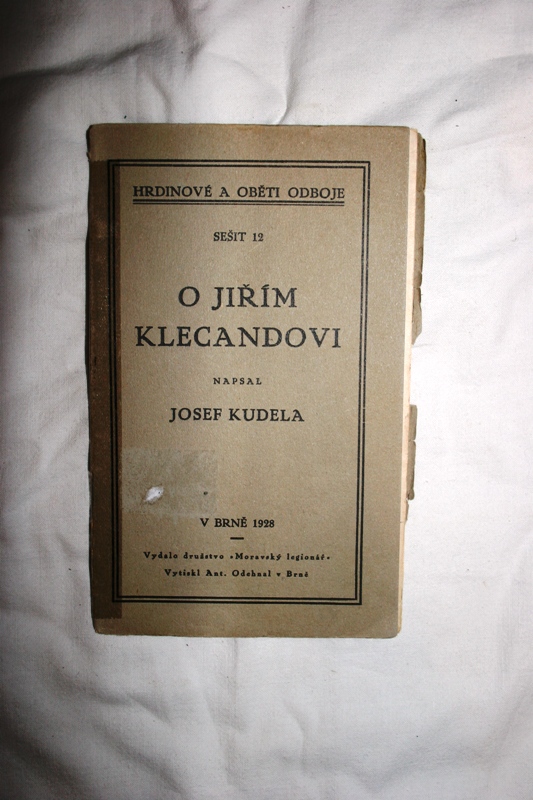 HRDINOVÉ A OBĚTI ODBOJE
SEŠIT 12
O JIŘÍM
KLECANDOVI
NAPSAL
JOSEF KUDELA
V BRNĚ 1928
Vydalo družstvo »Moravský legionář«
Vytiskl Ant. Odehnal v Brně